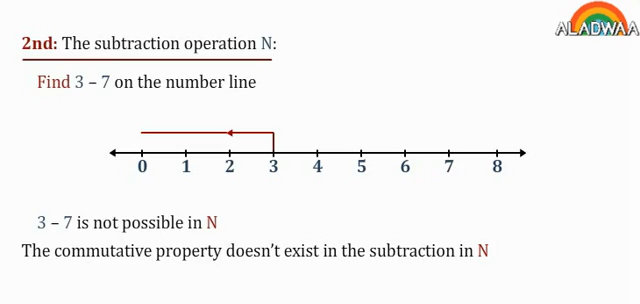 ALADWAA
2nd: The subtraction operation N:
Find 3 – 7 on the number line
0 1 2 3 4 5 6 7 8
3 – 7 is not possible in N
The commutative property doesn’t exist in the subtraction in N